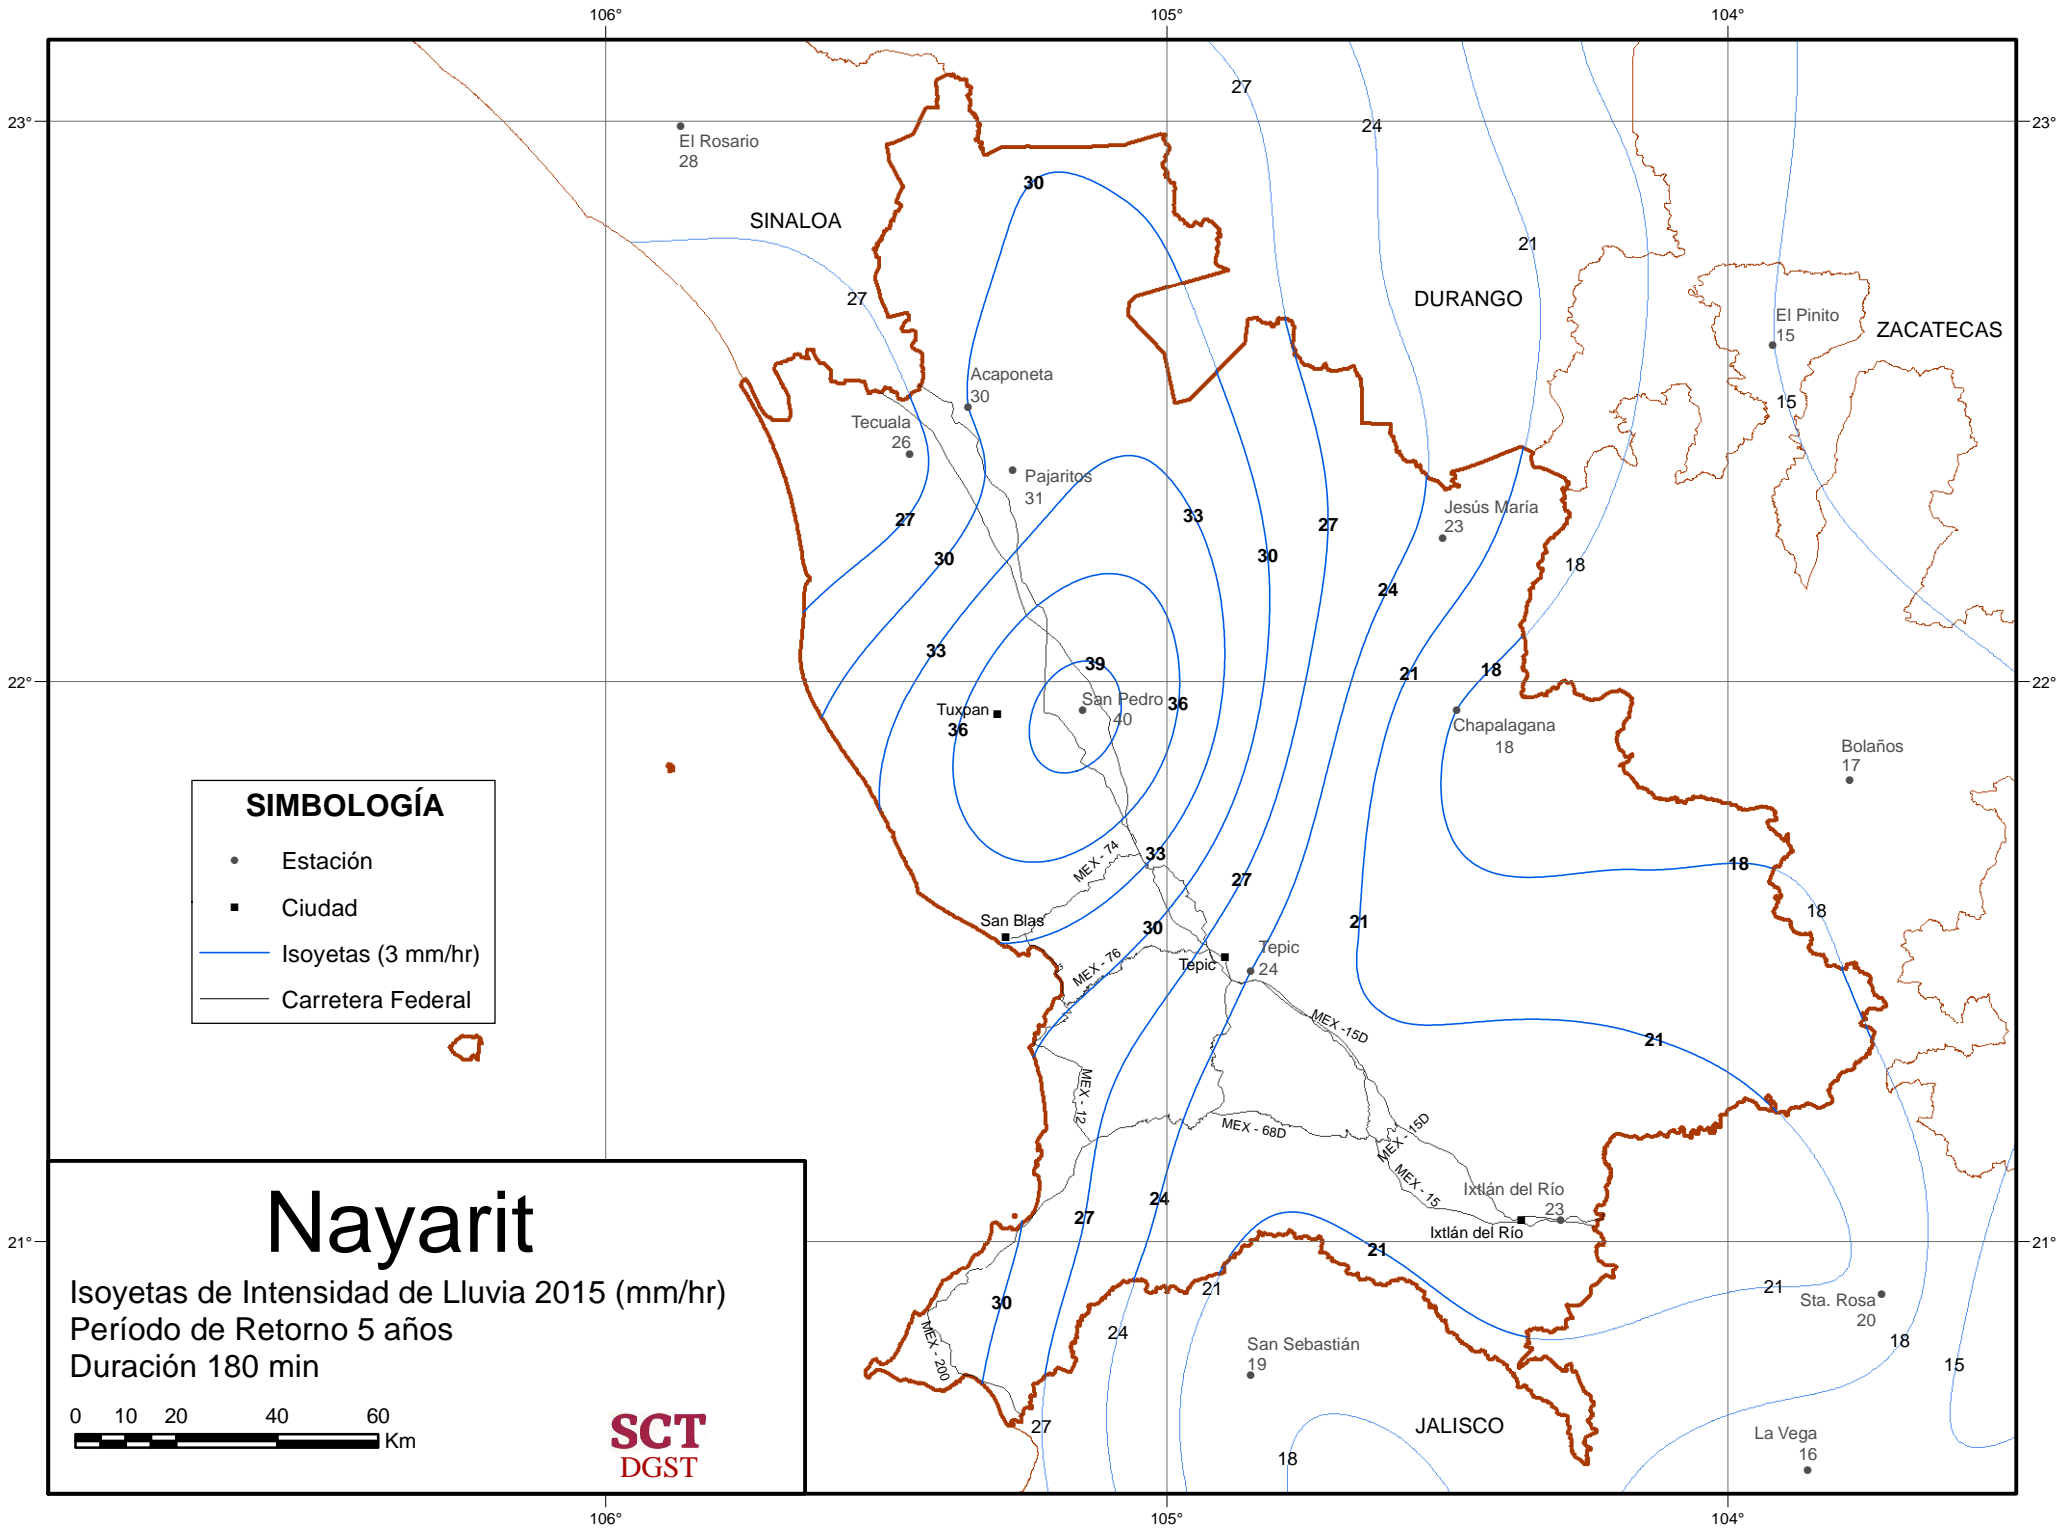 106°
105°
104°
23°
23°
27
24
El Rosario
28
30
SINALOA
21
27
DURANGO
El Pinito
15
ZACATECAS
Acaponeta
30
15
Tecuala
26
Pajaritos
31
Jesús María
23
27
33
27
30
30
18
24
33
39
21
18
22°
22°
San Pedro
40
Tuxpan
36
36
Chapalagana
18
Bolaños
17
SIMBOLOGÍA
Estación
Ciudad
Isoyetas (3 mm/hr)
Carretera Federal
MEX - 74
33
18
27
18
San Blas
30
21
Tepic
24
Tepic
MEX - 76
MEX -15D
21
MEX - 12
MEX - 68D
MEX - 15D
MEX - 15
Ixtlán del Río
23
Ixtlán del Río
24
27
21
21°
21°
30
21
21
Sta. Rosa
20
24
18
15
MEX - 200
San Sebastián
19
27
JALISCO
18
La Vega
16
Nayarit
Isoyetas de Intensidad de Lluvia 2015 (mm/hr)
Período de Retorno 5 años
Duración 180 min
0 10 20 40 60
Km
SCT
DGST
106°
105°
104°